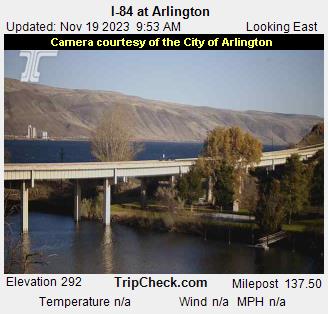 I-84 at Arlington
Updated: Nov 19 2023 9:53 AM Looking East
Camera courtesy of the City of Arlington
Elevation 292 TripCheck.com Milepost 137.50
Temperature n/a Wind n/a MPH n/a